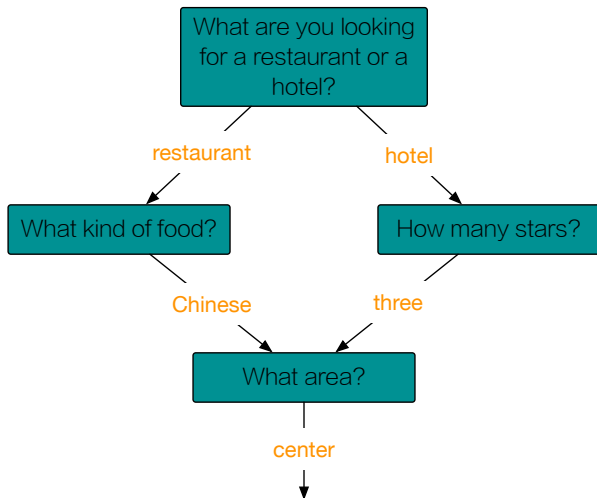 What are you looking
for a restaurant or a
hotel?
restaurant
hotel
What kind of food?
How many stars?
Chinese
three
What area?
center